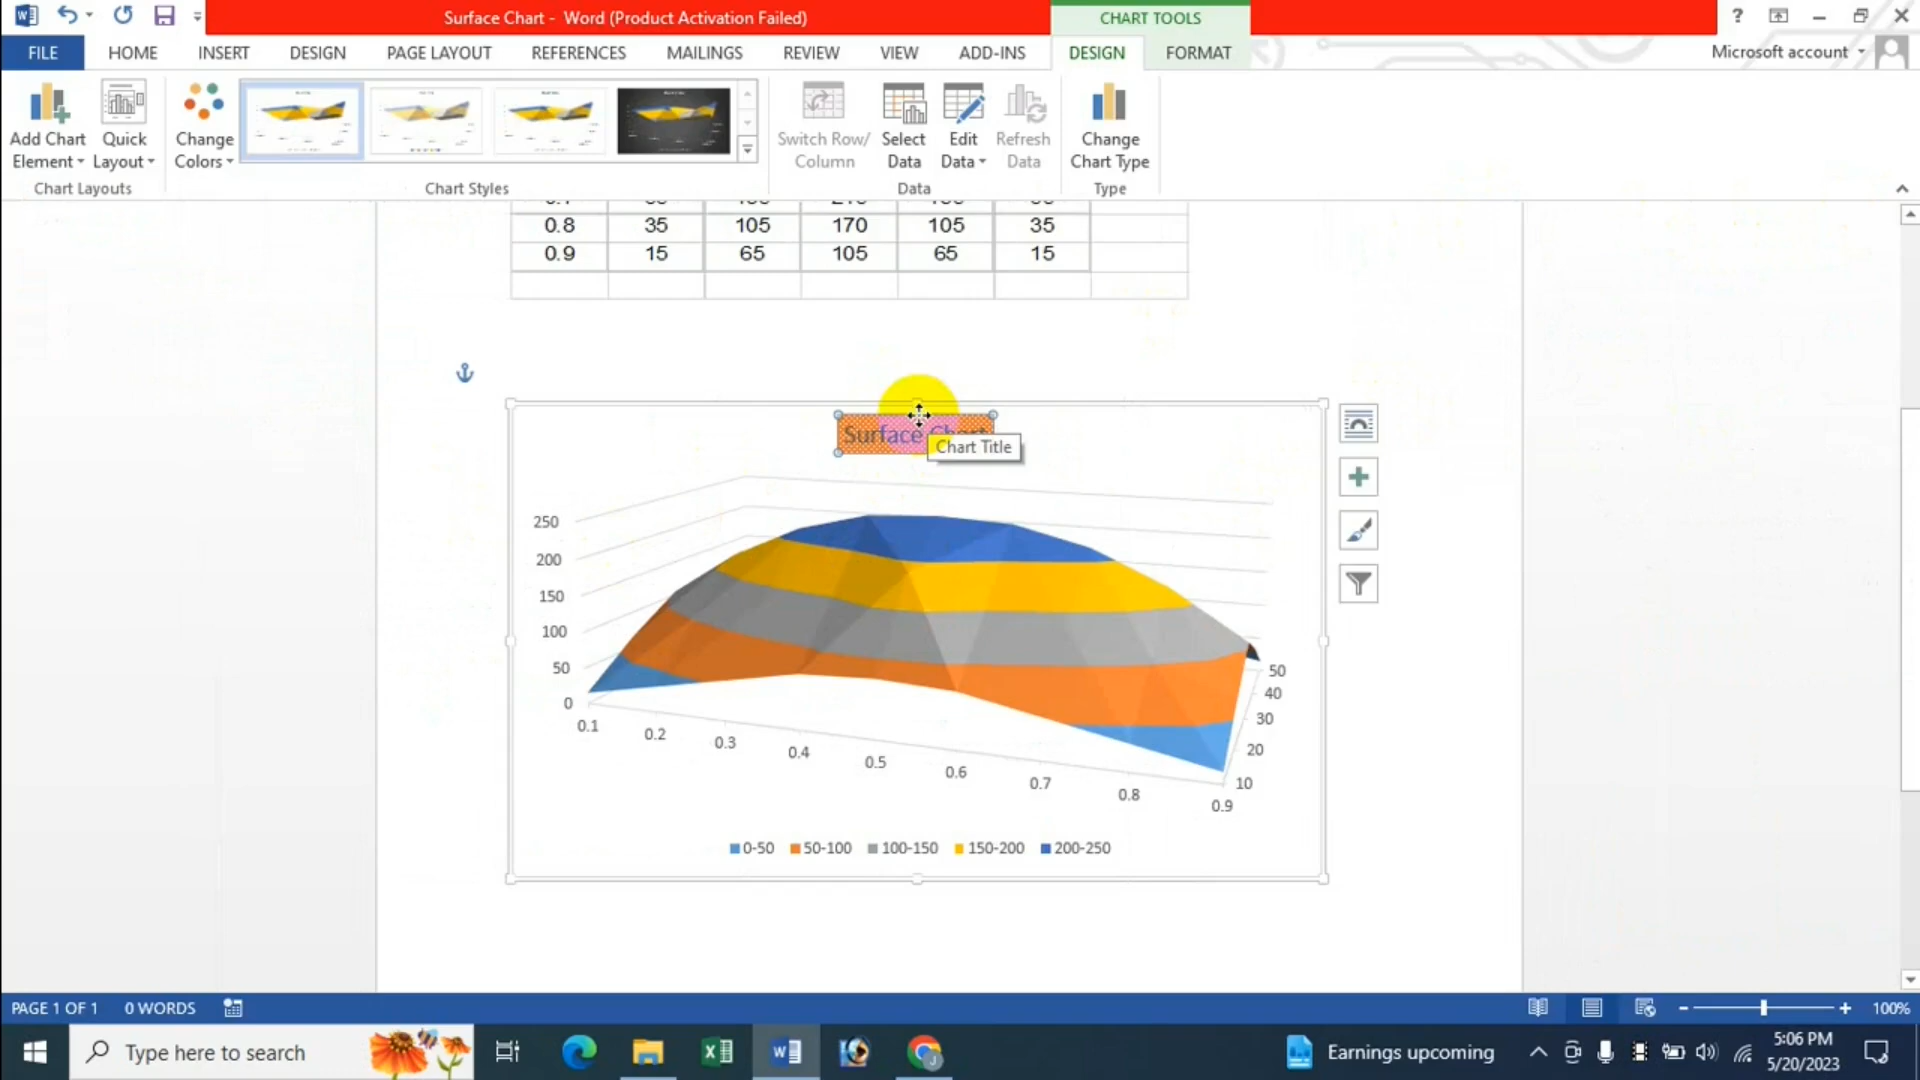 Surface Chart - Word (Product Activation Failed)
CHART TOOLS
?
FILE HOME INSERT DESIGN PAGE LAYOUT REFERENCES MAILINGS REVIEW VIEW ADD-INS DESIGN FORMAT
Microsoft account
Add Chart Element
Quick Layout
Change Colors
Switch Row/ Column
Select Data
Edit Data
Refresh Data
Change Chart Type
Chart Layouts
Chart Styles
Data
Type
0.8 35 105 170 105 35
0.9 15 65 105 65 15
Surface
Chart Title
250
200
150
100
50
0
0.1 0.2 0.3 0.4 0.5 0.6 0.7 0.8 0.9
50
40
30
20
10
0-50 50-100 100-150 150-200 200-250
PAGE 1 OF 1 0 WORDS
100%
Type here to search
Earnings upcoming
5:06 PM
5/20/2023